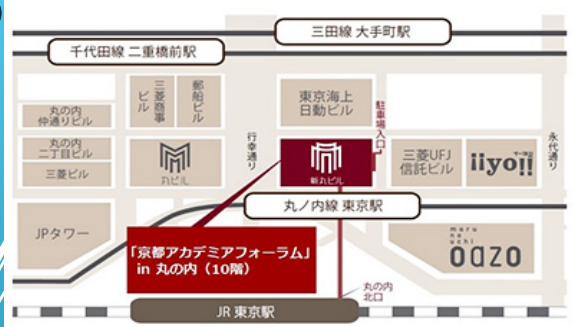 三田線 大手町駅
千代田線 二重橋前駅
三菱商事
ビル
郵船ビル
東京海上
日動ビル
駐車場入口
丸の内
仲通りビル
丸の内
二丁目ビル
三菱ビル
丸ビル
行幸通り
新丸ビル
三菱UFJ
信託ビル
iiyo!!
永代通り
丸ノ内線 東京駅
JPタワー
「京都アカデミアフォーラム」
in 丸の内（10階）
maru
no
uchi
oazo
丸の内
北口
JR 東京駅